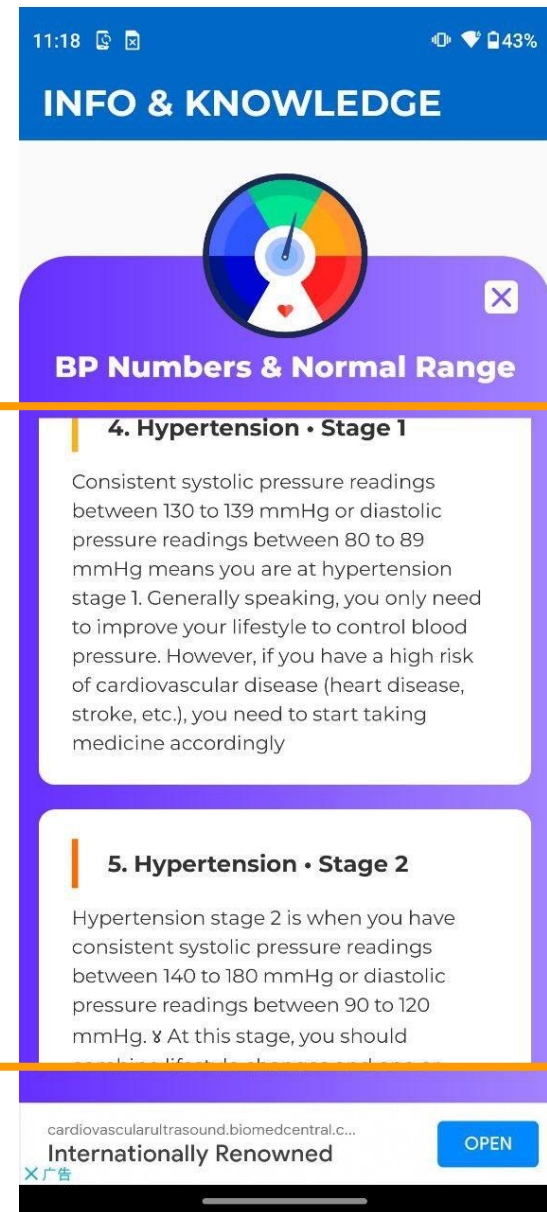 11:18
43%
INFO & KNOWLEDGE
BP Numbers & Normal Range
4. Hypertension • Stage 1
Consistent systolic pressure readings
between 130 to 139 mmHg or diastolic
pressure readings between 80 to 89
mmHg means you are at hypertension
stage 1. Generally speaking, you only need
to improve your lifestyle to control blood
pressure. However, if you have a high risk
of cardiovascular disease (heart disease,
stroke, etc.), you need to start taking
medicine accordingly
5. Hypertension • Stage 2
Hypertension stage 2 is when you have
consistent systolic pressure readings
between 140 to 180 mmHg or diastolic
pressure readings between 90 to 120
mmHg. ४ At this stage, you should
cardiovascularultrasound.biomedcentral.c...
Internationally Renowned
OPEN
广告